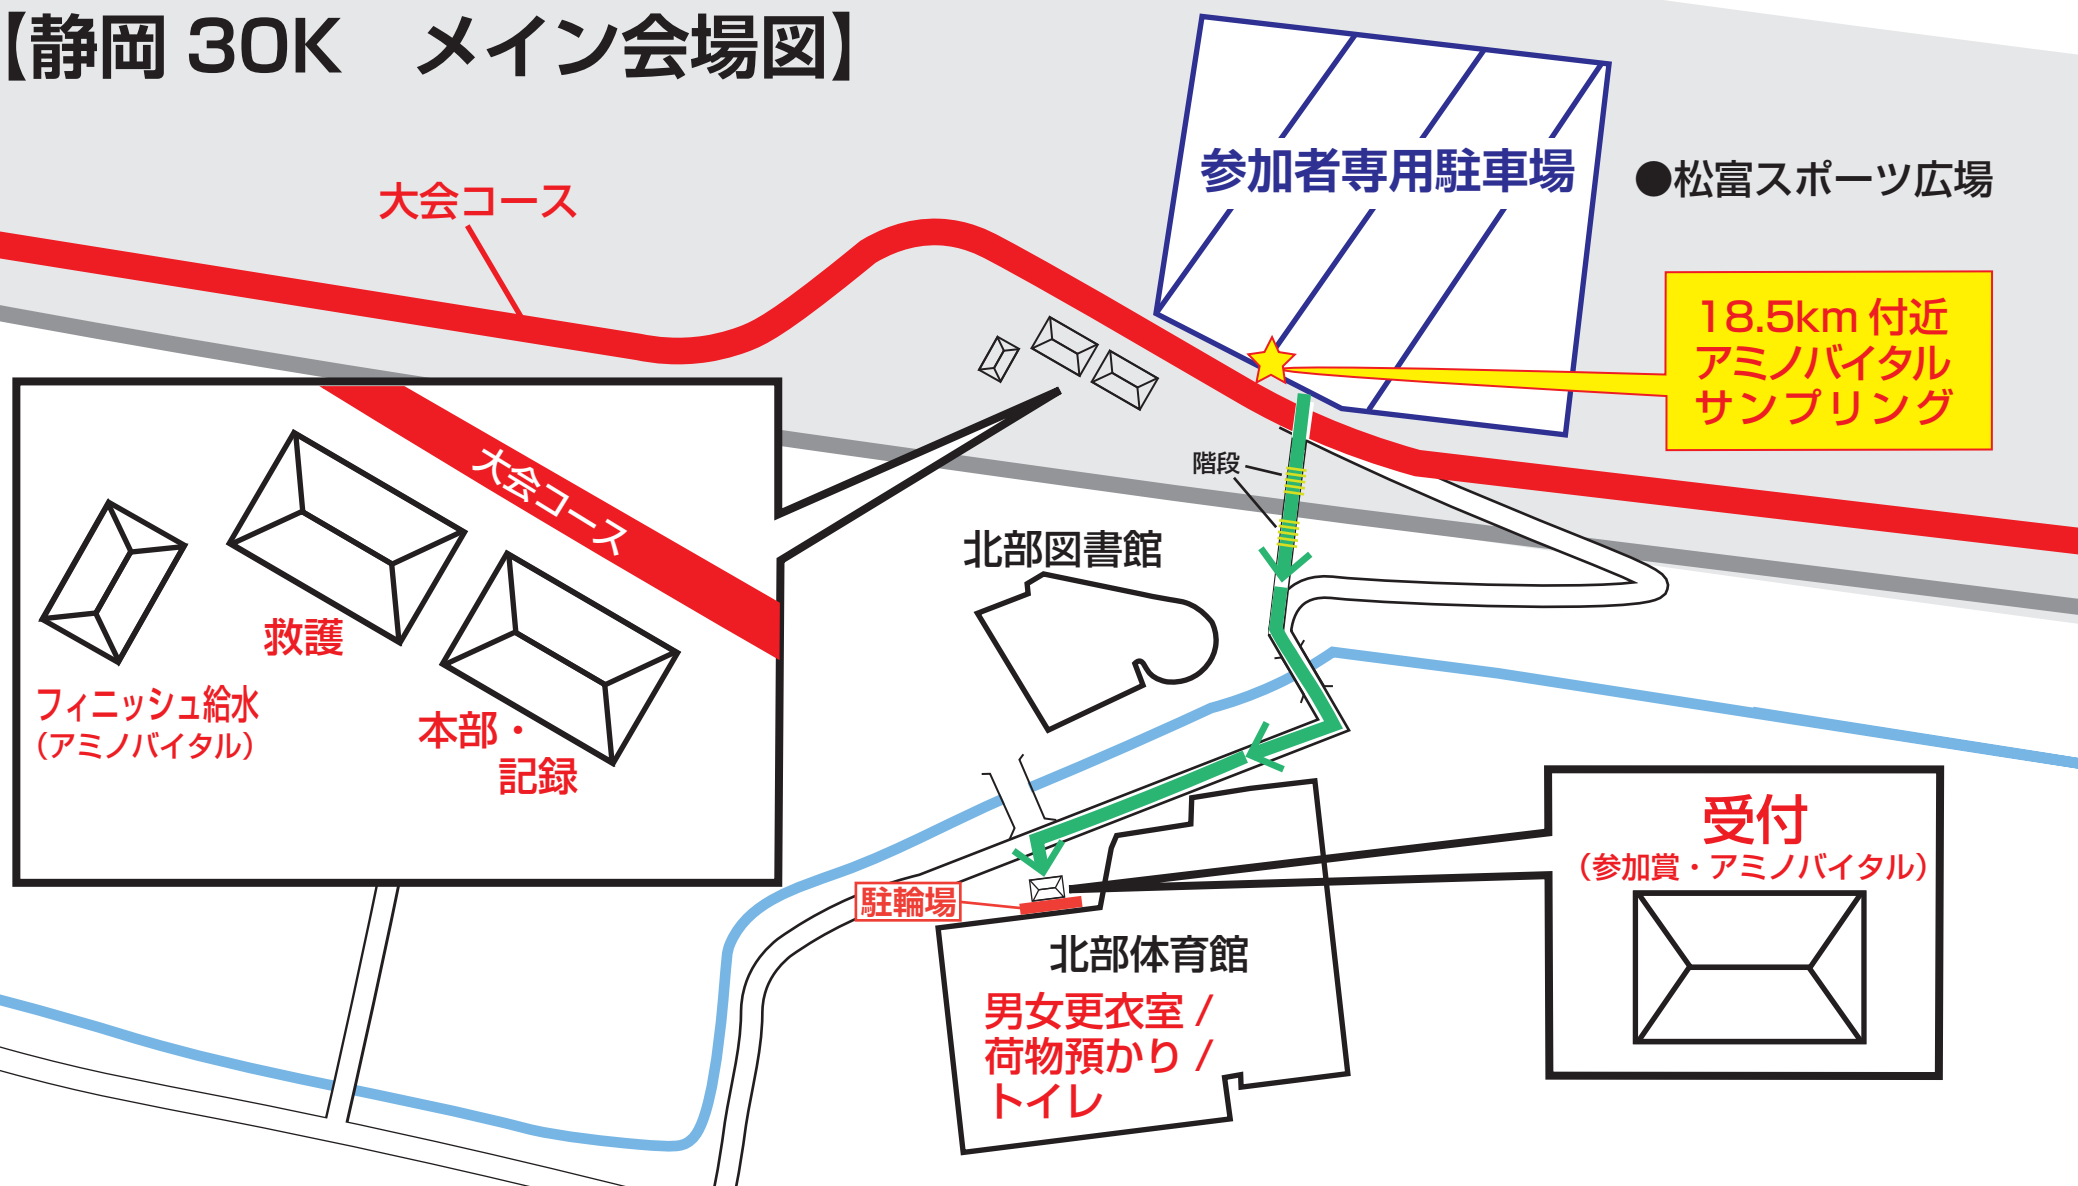 【静岡 30K　メイン会場図】
参加者専用駐車場
●松富スポーツ広場
大会コース
18.5km 付近
アミノバイタル
サンプリング
大会コース
階段
北部図書館
救護
フィニッシュ給水
（アミノバイタル）
本部・
記録
受付
（参加賞・アミノバイタル）
駐輪場
北部体育館
男女更衣室 /
荷物預かり /
トイレ